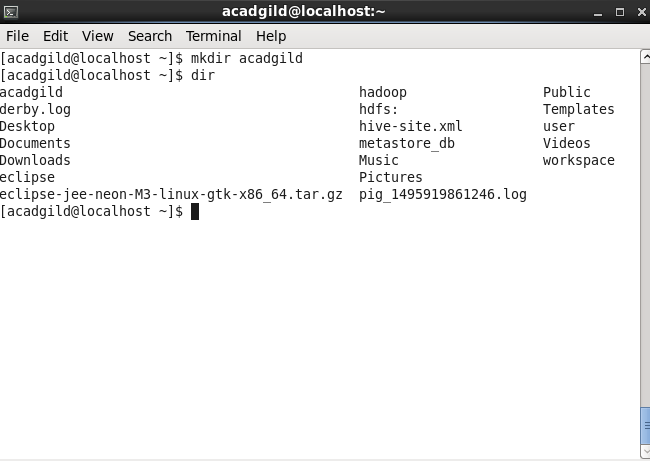 acadgild@localhost:~
File Edit View Search Terminal Help
[acadgild@localhost ~]$ mkdir acadgild
[acadgild@localhost ~]$ dir
acadgild hadoop Public
derby.log hdfs: Templates
Desktop hive-site.xml user
Documents metastore_db Videos
Downloads Music workspace
eclipse Pictures
eclipse-jee-neon-M3-linux-gtk-x86_64.tar.gz pig_1495919861246.log
[acadgild@localhost ~]$